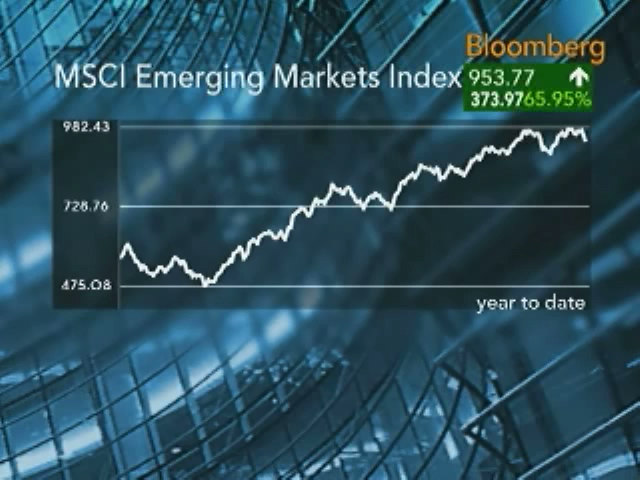 Bloomberg
MSCI Emerging Markets Index 953.77
373.97 65.95%
982.43
728.76
475.08
year to date